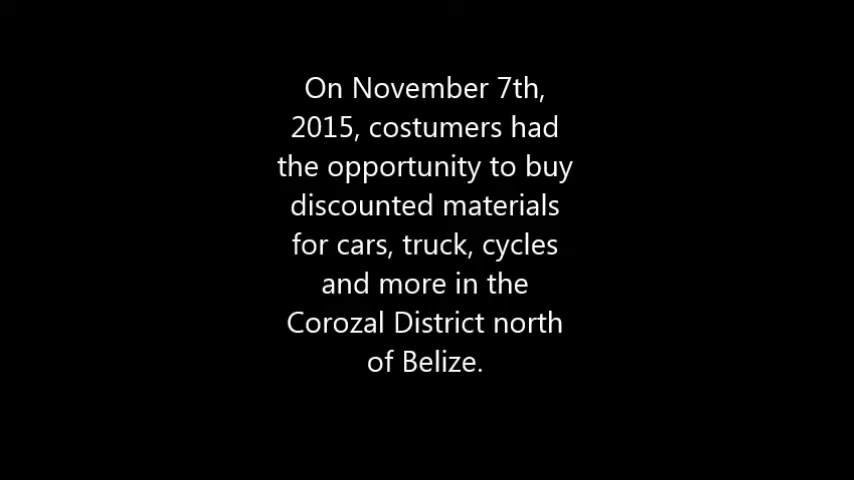 On November 7th,
2015, costumers had
the opportunity to buy
discounted materials
for cars, truck, cycles
and more in the
Corozal District north
of Belize.